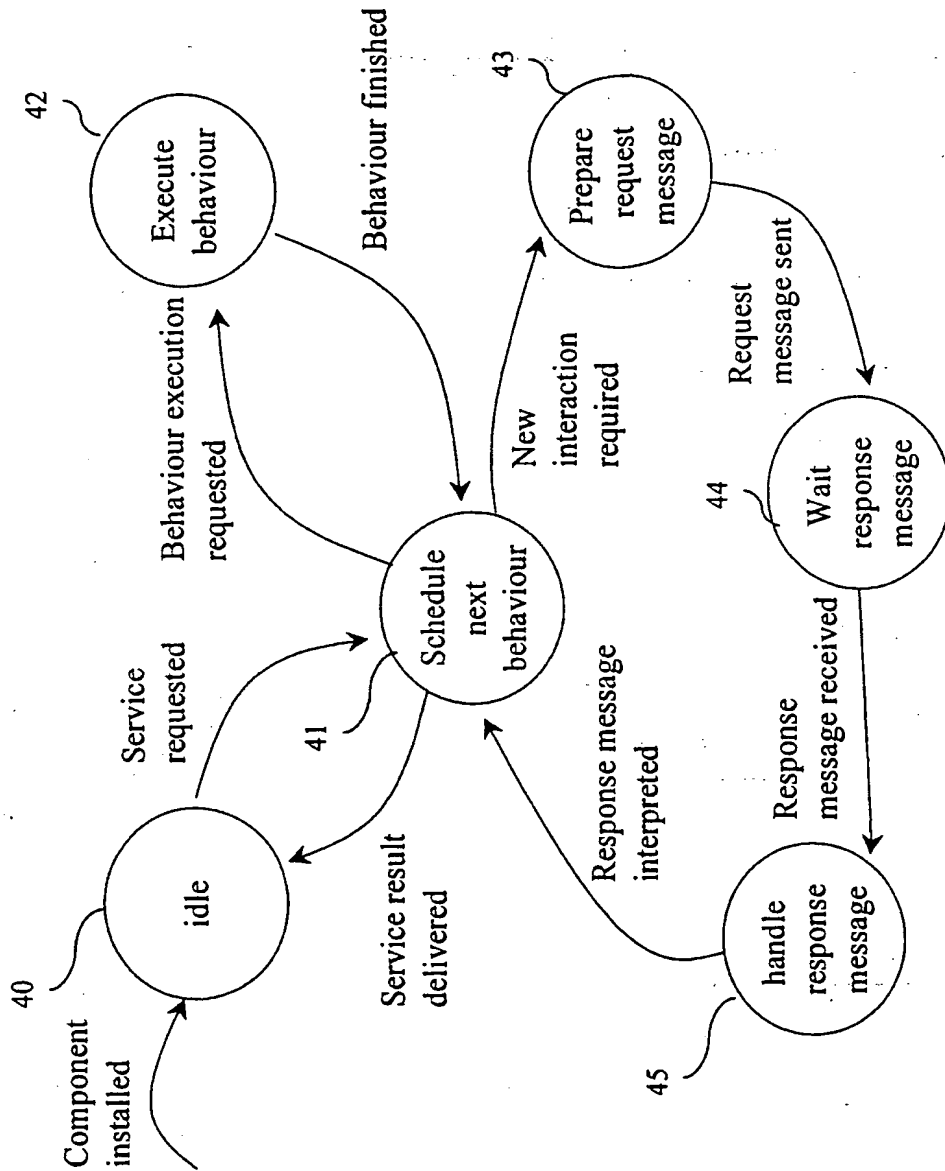 Component
installed
40
idle
Service
requested
Service result
delivered
41
Schedule
next
behaviour
Behaviour execution
requested
42
Execute
behaviour
Behaviour finished
New
interaction
required
43
Prepare
request
message
Request
message sent
44
Wait
response
message
Response
message received
45
handle
response
message
Response message
interpreted